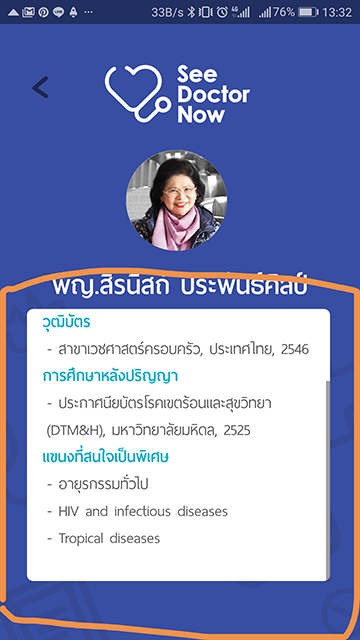 33B/s 4G 76% 13:32
See
Doctor
Now
พญ.สิรินิสถ์ ประพันธ์ศิลป์
วุฒิบัตร
- สาขาเวชศาสตร์ครอบครัว, ประเทศไทย, 2546
การศึกษาหลังปริญญา
- ประกาศนียบัตรโรคเขตร้อนและสุขวิทยา
(DTM&H), มหาวิทยาลัยมหิดล, 2525
แขนงที่สนใจเป็นพิเศษ
- อายุรกรรมทั่วไป
- HIV and infectious diseases
- Tropical diseases